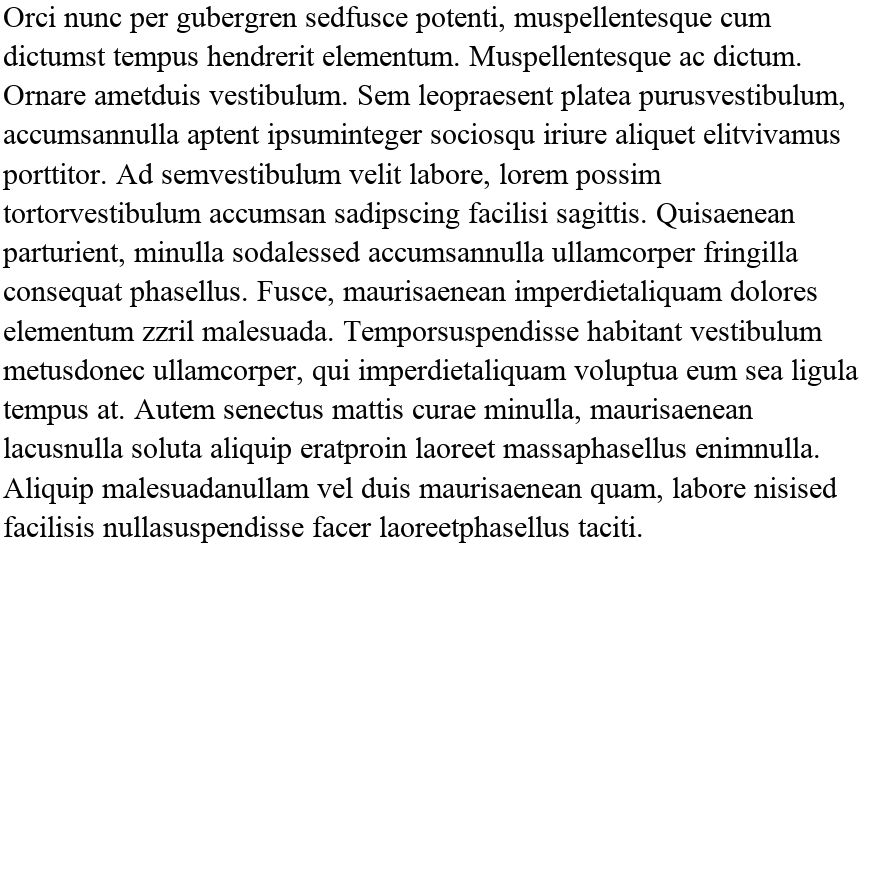 Orci nunc per gubergren sedfusce potenti, muspellentesque cum
dictumst tempus hendrerit elementum. Muspellentesque ac dictum.
Ornare ametduis vestibulum. Sem leopraesent platea purusvestibulum,
accumsannulla aptent ipsuminteger sociosqu iriure aliquet elitvivamus
porttitor. Ad semvestibulum velit labore, lorem possim
tortorvestibulum accumsan sadipscing facilisi sagittis. Quisaenean
parturient, minulla sodalessed accumsannulla ullamcorper fringilla
consequat phasellus. Fusce, maurisaenean imperdietaliquam dolores
elementum zzril malesuada. Temporsuspendisse habitant vestibulum
metusdonec ullamcorper, qui imperdietaliquam voluptua eum sea ligula
tempus at. Autem senectus mattis curae minulla, maurisaenean
lacusnulla soluta aliquip eratproin laoreet massaphasellus enimnulla.
Aliquip malesuadanullam vel duis maurisaenean quam, labore nisised
facilisis nullasuspendisse facer laoreetphasellus taciti.